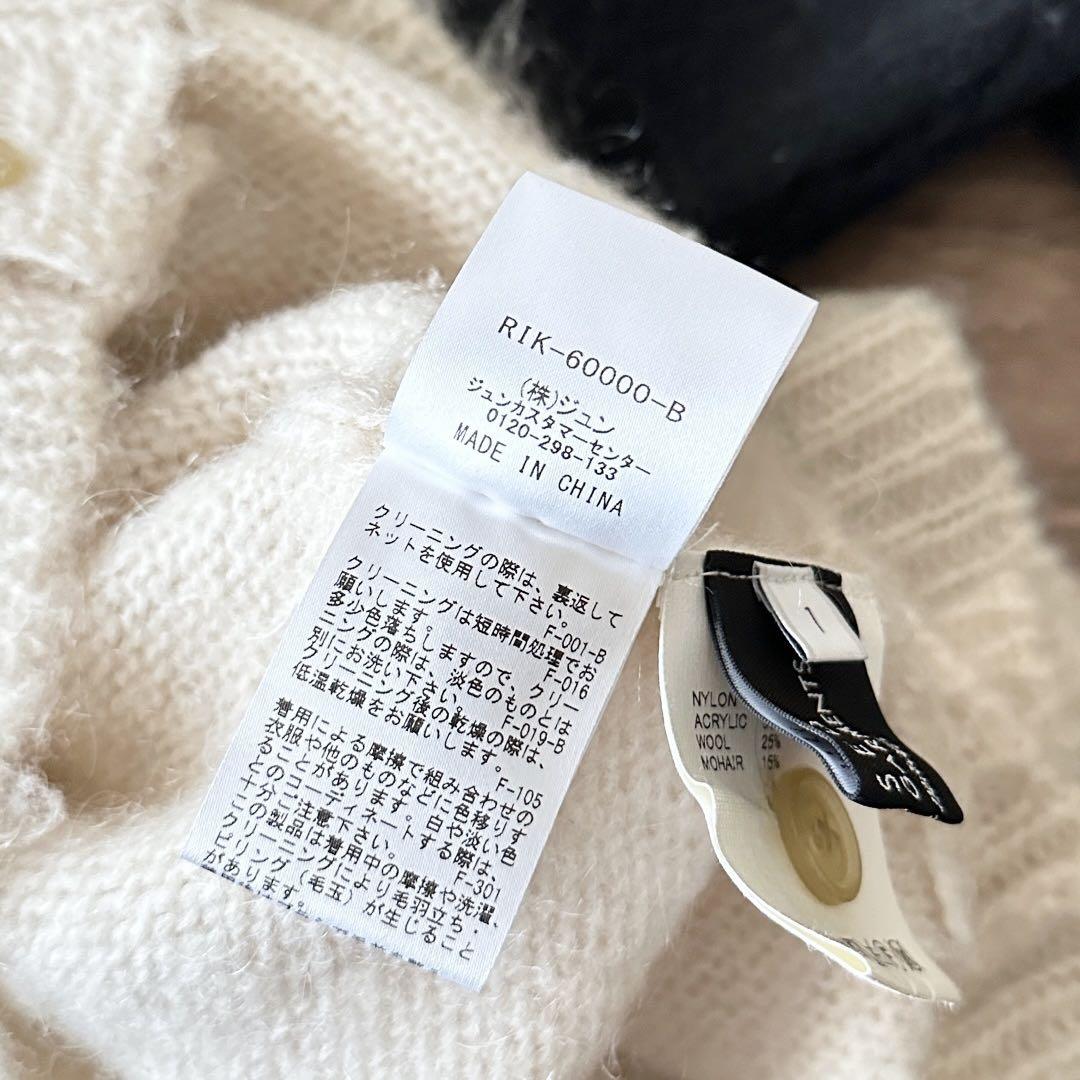 RIK-60000-B
(株)ジュン
ジュンカスタマーセンター
0120-298-133
MADE IN CHINA
クリーニングの際は、裏返して
ネットを使用して下さい。
F-001-B
クリーニングは短時間処理でお
願いします。
F-016
多少色落ちしますので、クリー
ニングの際は、淡色のものとは
別にお洗い下さい。
F-019-B
クリーニング後の乾燥の際は、
低温乾燥をお願いします。
F-105
着用による摩擦で組み合わせの
衣服や他のものなどに色移りす
ることがあります。白や淡い色
とのコーディネートする際は、
十分ご注意下さい。
F-301
この製品は着用中の摩擦や洗濯、
クリーニングにより毛羽立ち、
ピリング(毛玉)が生じること
があります。
1
NYLON
ACRYLIC
WOOL 25%
MOHAIR 15%